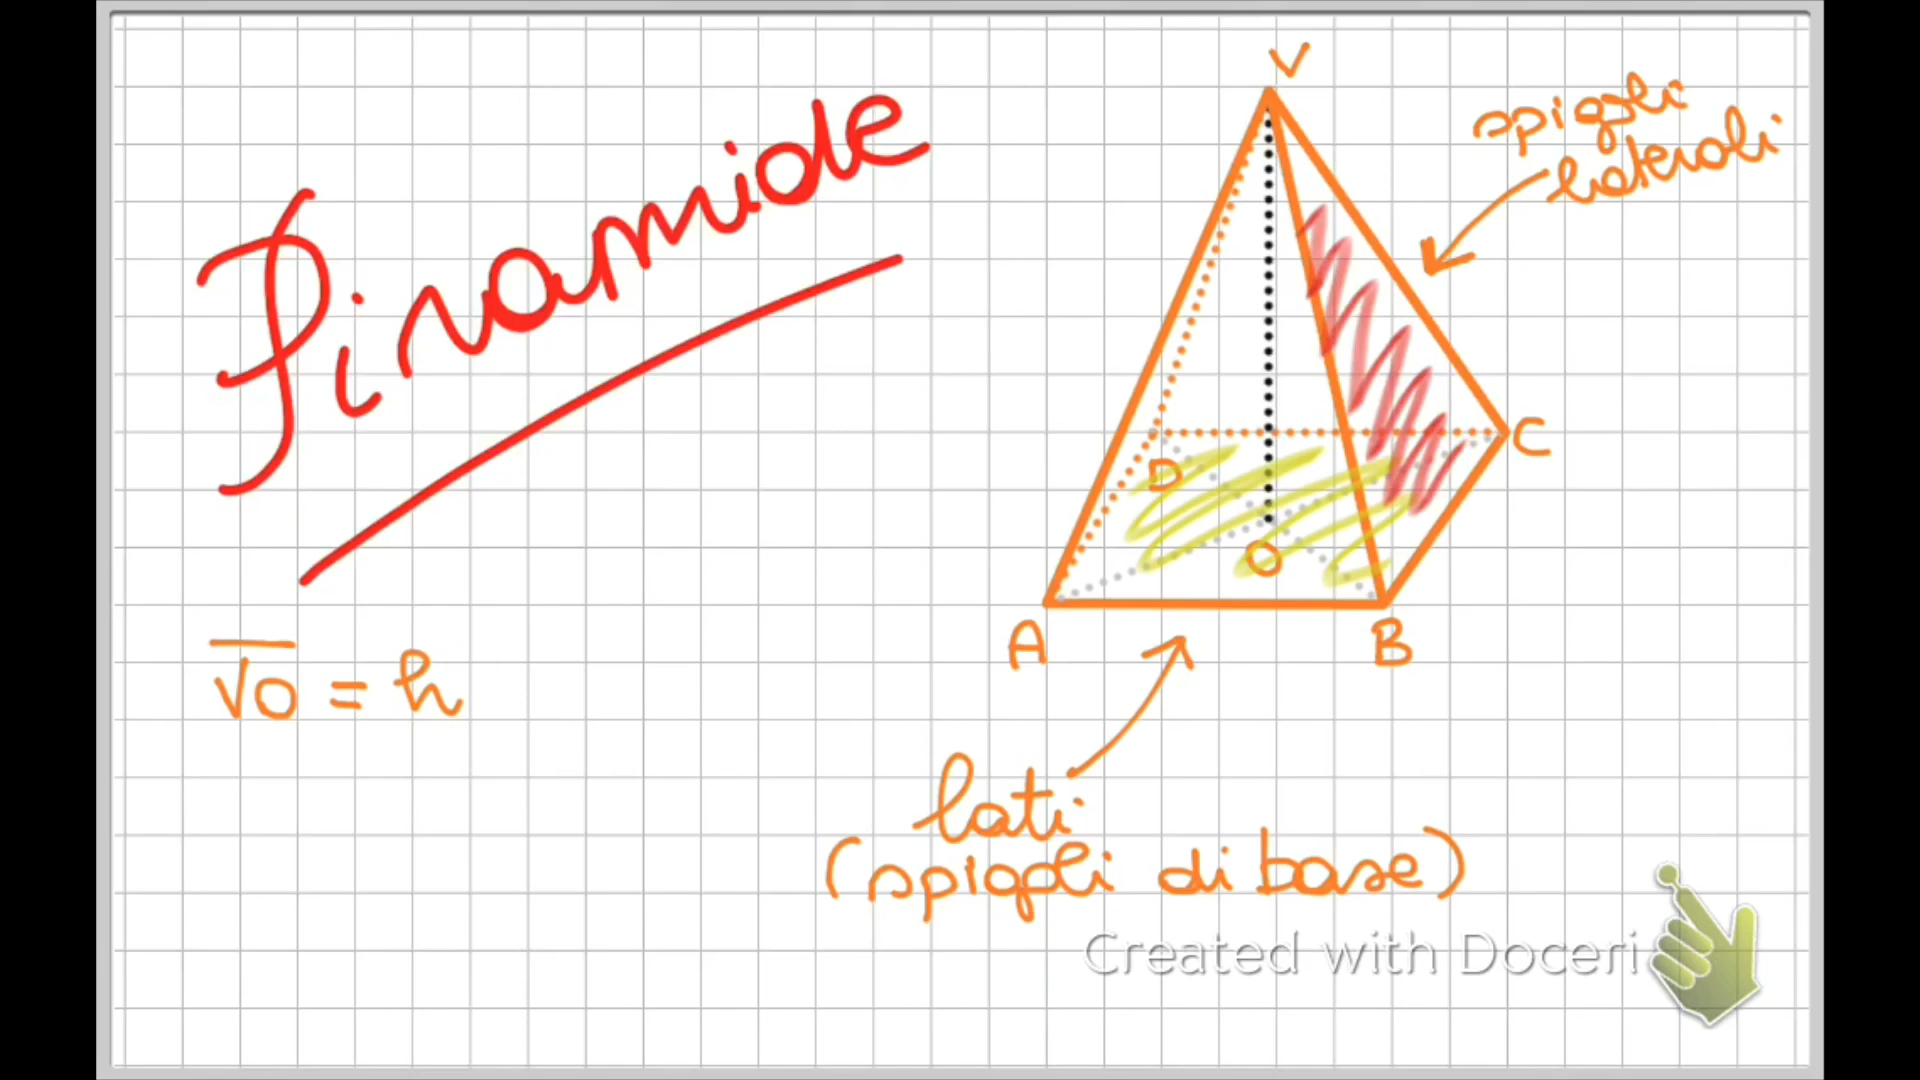 Piramide
V
spigoli
laterali
C
D
O
A
B
VO = h
lati
(spigoli di base)
Created with Doceri